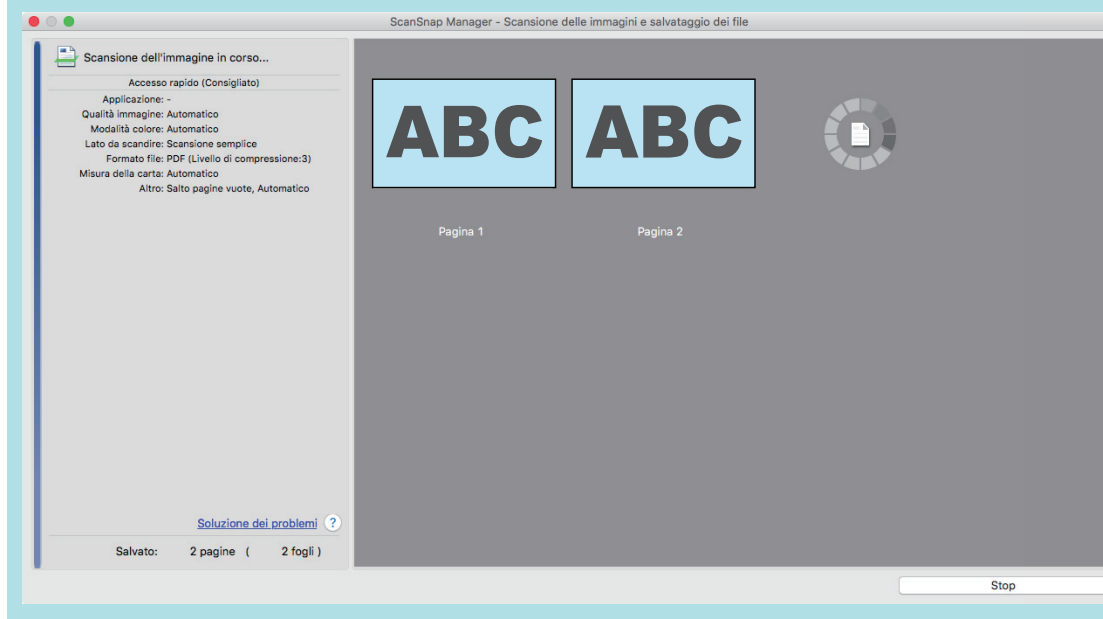 ScanSnap Manager - Scansione delle immagini e salvataggio dei file
Scansione dell'immagine in corso...
Accesso rapido (Consigliato)
Applicazione: -
Qualità immagine: Automatico
Modalità colore: Automatico
Lato da scandire: Scansione semplice
Formato file: PDF (Livello di compressione:3)
Misura della carta: Automatico
Altro: Salto pagine vuote, Automatico
ABC
ABC
Pagina 1
Pagina 2
Soluzione dei problemi ?
Salvato: 2 pagine ( 2 fogli )
Stop